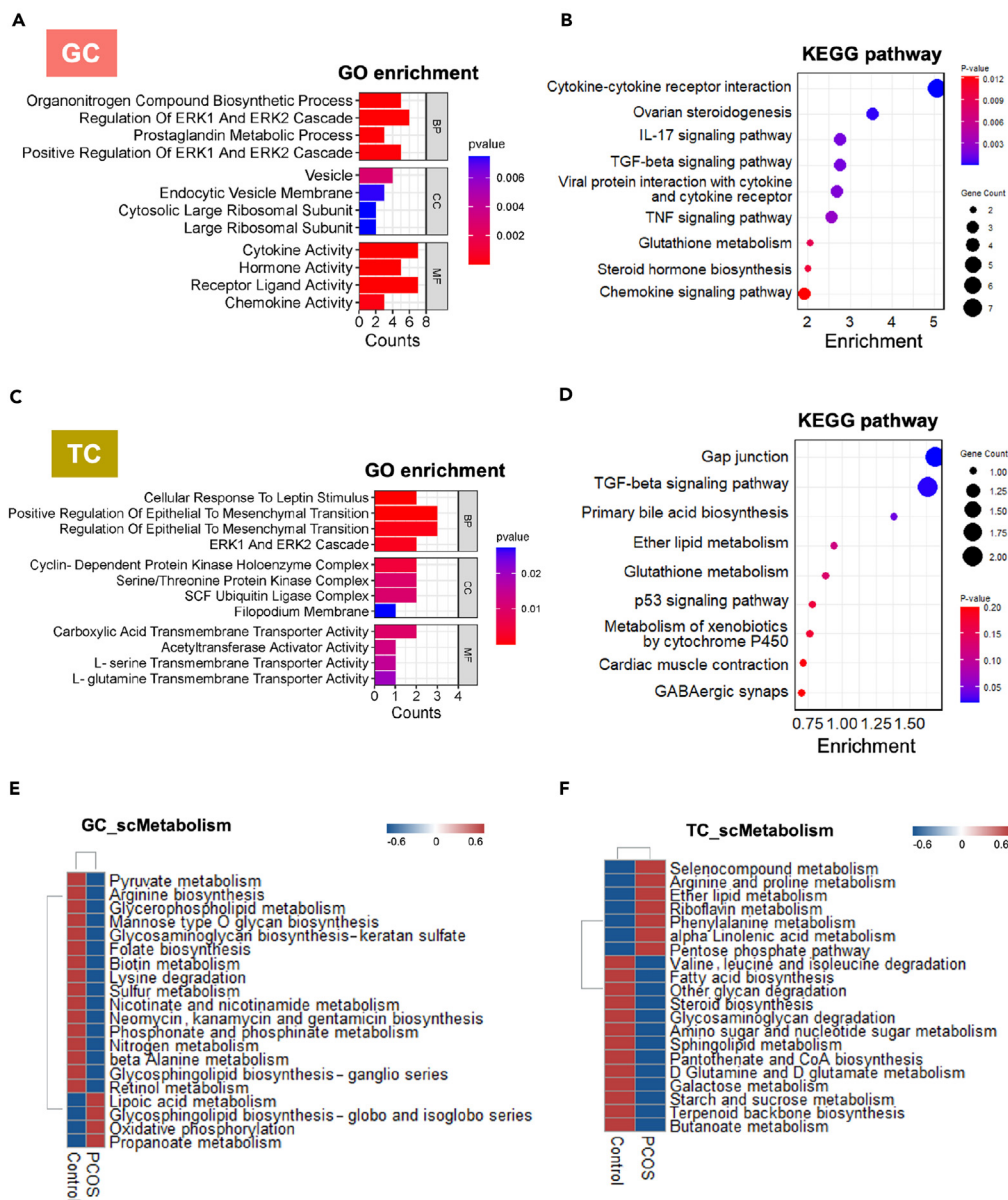 A
GC
GO enrichment
Organonitrogen Compound Biosynthetic Process
Regulation Of ERK1 And ERK2 Cascade
Prostaglandin Metabolic Process
Positive Regulation Of ERK1 And ERK2 Cascade
BP
Vesicle
Endocytic Vesicle Membrane
Cytosolic Large Ribosomal Subunit
Large Ribosomal Subunit
CC
Cytokine Activity
Hormone Activity
Receptor Ligand Activity
Chemokine Activity
MF
0 2 4 6 8
Counts
pvalue
0.006
0.004
0.002
B
KEGG pathway
Cytokine-cytokine receptor interaction
Ovarian steroidogenesis
IL-17 signaling pathway
TGF-beta signaling pathway
Viral protein interaction with cytokine
and cytokine receptor
TNF signaling pathway
Glutathione metabolism
Steroid hormone biosynthesis
Chemokine signaling pathway
2 3 4 5
Enrichment
P-value
0.012
0.009
0.006
0.003
Gene Count
2
3
4
5
6
7
C
TC
GO enrichment
Cellular Response To Leptin Stimulus
Positive Regulation Of Epithelial To Mesenchymal Transition
Regulation Of Epithelial To Mesenchymal Transition
ERK1 And ERK2 Cascade
BP
Cyclin- Dependent Protein Kinase Holoenzyme Complex
Serine/Threonine Protein Kinase Complex
SCF Ubiquitin Ligase Complex
Filopodium Membrane
CC
Carboxylic Acid Transmembrane Transporter Activity
Acetyltransferase Activator Activity
L- serine Transmembrane Transporter Activity
L- glutamine Transmembrane Transporter Activity
MF
0 1 2 3 4
Counts
pvalue
0.02
0.01
D
KEGG pathway
Gap junction
TGF-beta signaling pathway
Primary bile acid biosynthesis
Ether lipid metabolism
Glutathione metabolism
p53 signaling pathway
Metabolism of xenobiotics
by cytochrome P450
Cardiac muscle contraction
GABAergic synaps
0.75 1.00 1.25 1.50
Enrichment
Gene Count
1.00
1.25
1.50
1.75
2.00
P-value
0.20
0.15
0.10
0.05
E
GC_scMetabolism
-0.6 0 0.6
Pyruvate metabolism
Arginine biosynthesis
Glycerophospholipid metabolism
Mannose type O glycan biosynthesis
Glycosaminoglycan biosynthesis-keratan sulfate
Folate biosynthesis
Biotin metabolism
Lysine degradation
Sulfur metabolism
Nicotinate and nicotinamide metabolism
Neomycin, kanamycin and gentamicin biosynthesis
Phosphonate and phosphinate metabolism
Nitrogen metabolism
beta Alanine metabolism
Glycosphingolipid biosynthesis-ganglio series
Retinol metabolism
Lipoic acid metabolism
Glycosphingolipid biosynthesis-globo and isoglobo series
Oxidative phosphorylation
Propanoate metabolism
Control
PCOS
F
TC_scMetabolism
-0.6 0 0.6
Selenocompound metabolism
Arginine and proline metabolism
Ether lipid metabolism
Riboflavin metabolism
Phenylalanine metabolism
alpha Linolenic acid metabolism
Pentose phosphate pathway
Valine, leucine and isoleucine degradation
Fatty acid biosynthesis
Other glycan degradation
Steroid biosynthesis
Glycosaminoglycan degradation
Amino sugar and nucleotide sugar metabolism
Sphingolipid metabolism
Pantothenate and CoA biosynthesis
D Glutamine and D glutamate metabolism
Galactose metabolism
Starch and sucrose metabolism
Terpenoid backbone biosynthesis
Butanoate metabolism
Control
PCOS